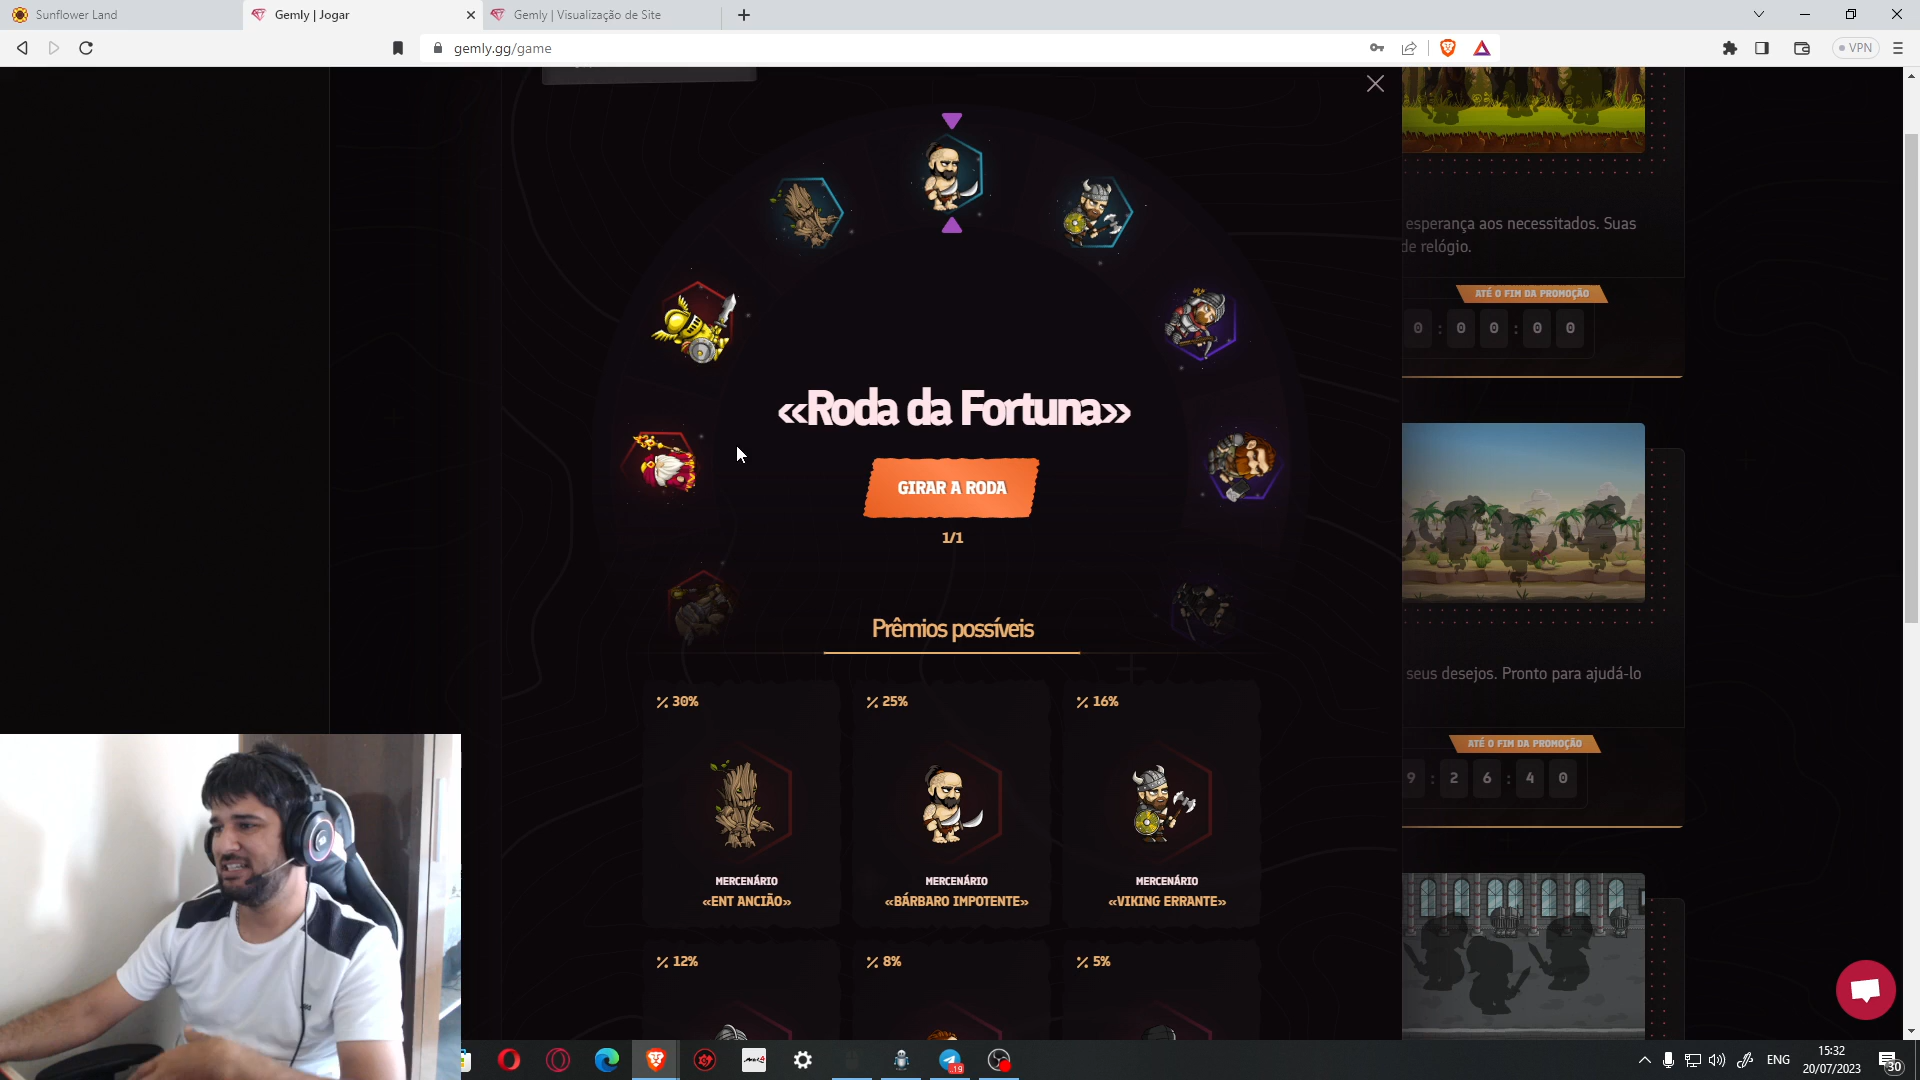 Sunflower Land
Gemly | Jogar
Gemly | Visualização de Site
gemly.gg/game
VPN
esperança aos necessitados. Suas
de relógio.
ATÉ O FIM DA PROMOÇÃO
0 : 0 0 : 0 0
«Roda da Fortuna»
GIRAR A RODA
1/1
Prêmios possíveis
30%
25%
16%
seus desejos. Pronto para ajudá-lo
ATÉ O FIM DA PROMOÇÃO
9 : 2 6 : 4 0
MERCENÁRIO
«ENT ANCIÃO»
MERCENÁRIO
«BÁRBARO IMPOTENTE»
MERCENÁRIO
«VIKING ERRANTE»
12%
8%
5%
19
ENG
15:32
20/07/2023
30